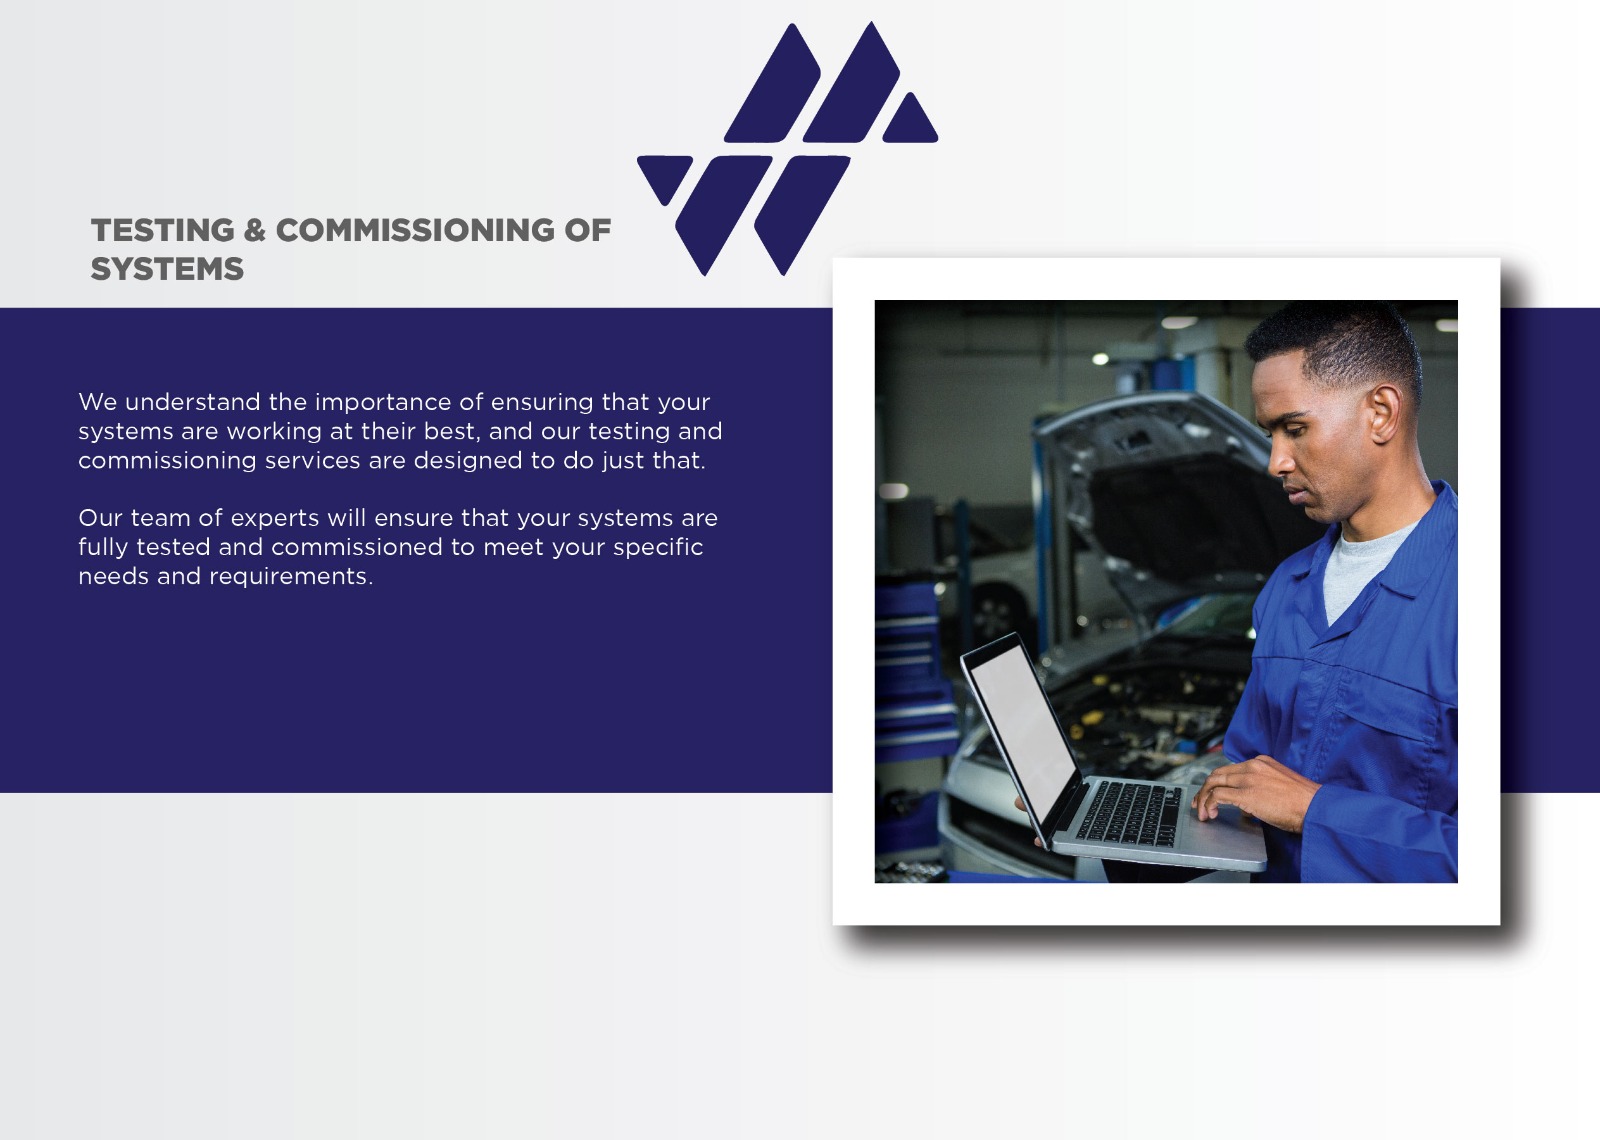 TESTING & COMMISSIONING OF
SYSTEMS
We understand the importance of ensuring that your
systems are working at their best, and our testing and
commissioning services are designed to do just that.
Our team of experts will ensure that your systems are
fully tested and commissioned to meet your specific
needs and requirements.